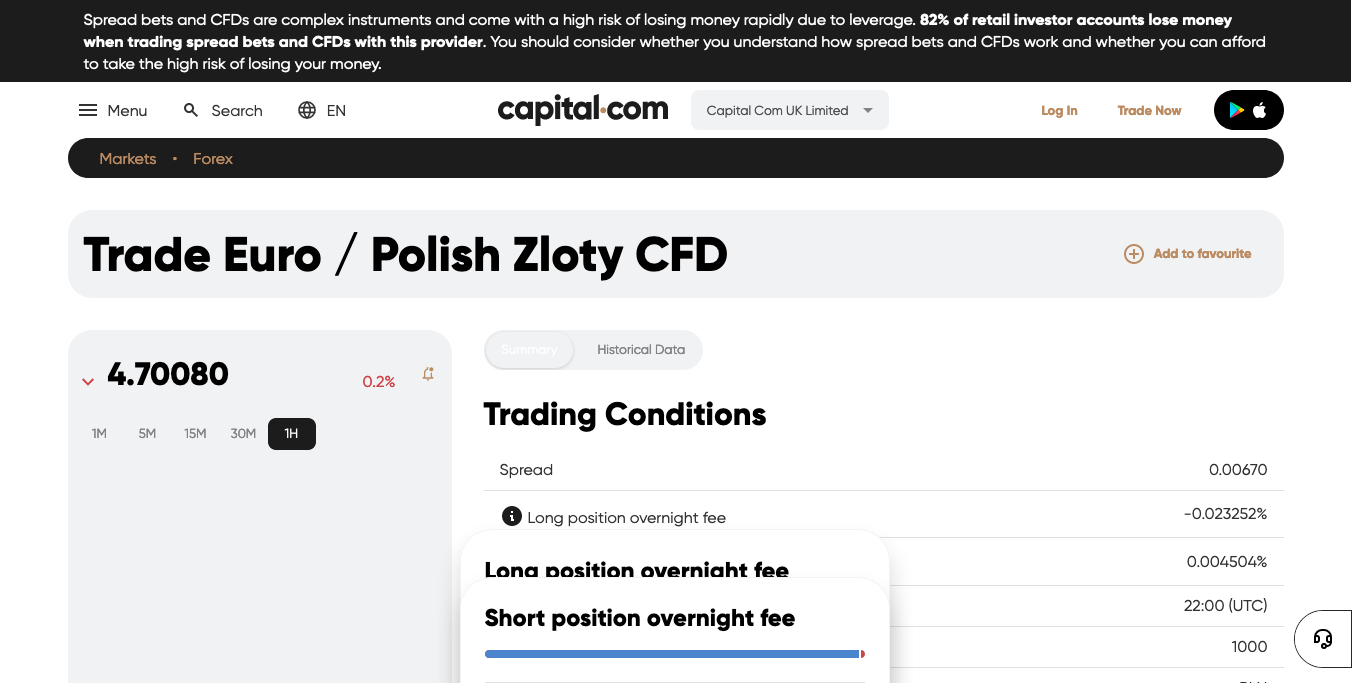 Spread bets and CFDs are complex instruments and come with a high risk of losing money rapidly due to leverage. 82% of retail investor accounts lose money
when trading spread bets and CFDs with this provider. You should consider whether you understand how spread bets and CFDs work and whether you can afford
to take the high risk of losing your money.
Menu Search EN capital.com Capital Com UK Limited Log In Trade Now
Markets • Forex
Trade Euro / Polish Zloty CFD Add to favourite
4.70080 0.2%
1M 5M 15M 30M 1H
Summary Historical Data
Trading Conditions
Spread 0.00670
Long position overnight fee -0.023252%
Long position overnight fee 0.004504%
22:00 (UTC)
Short position overnight fee
1000